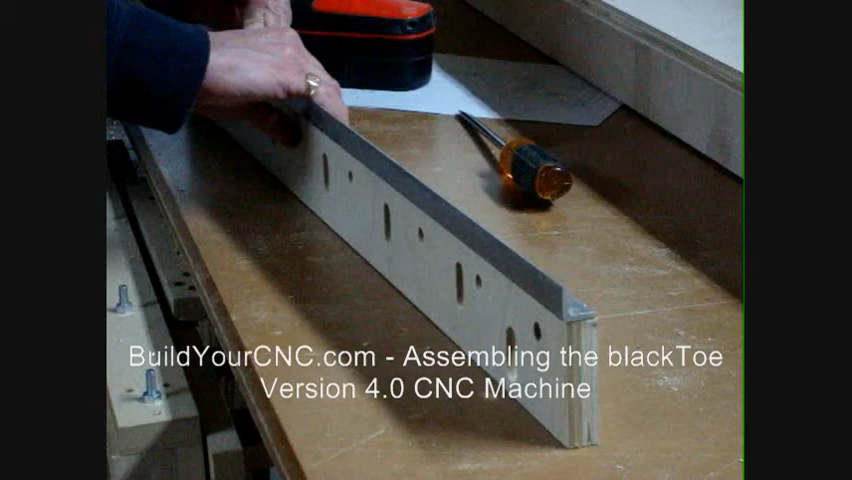 BuildYourCNC.com - Assembling the blackToe
Version 4.0 CNC Machine